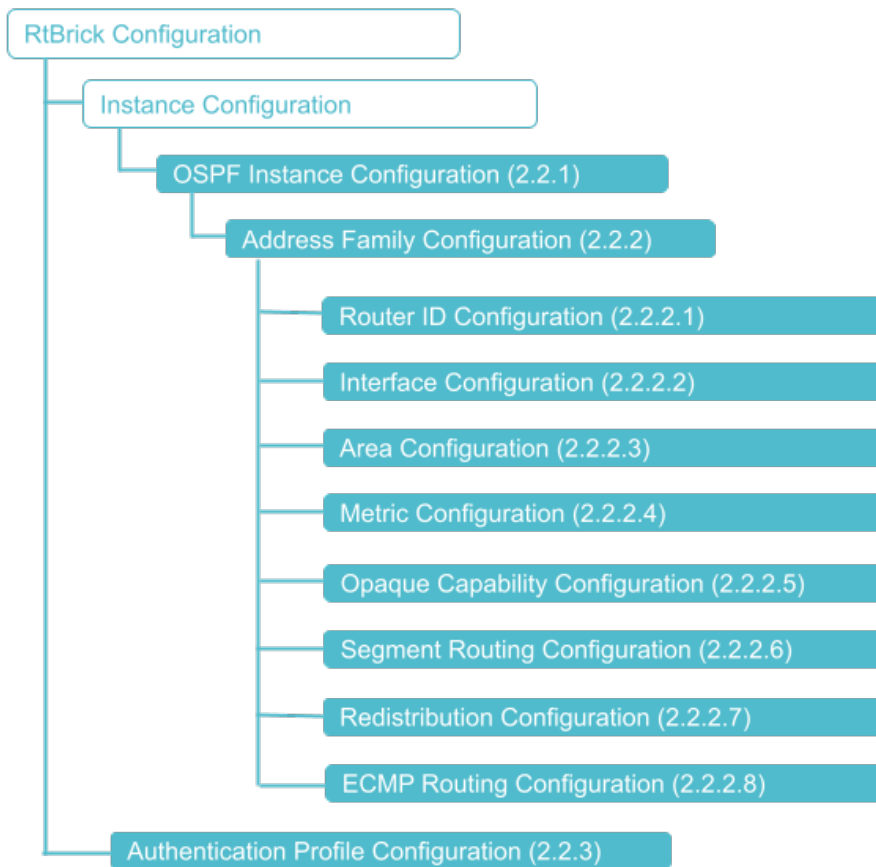 RtBrick Configuration
Instance Configuration
OSPF Instance Configuration (2.2.1)
Address Family Configuration (2.2.2)
Router ID Configuration (2.2.2.1)
Interface Configuration (2.2.2.2)
Area Configuration (2.2.2.3)
Metric Configuration (2.2.2.4)
Opaque Capability Configuration (2.2.2.5)
Segment Routing Configuration (2.2.2.6)
Redistribution Configuration (2.2.2.7)
ECMP Routing Configuration (2.2.2.8)
Authentication Profile Configuration (2.2.3)